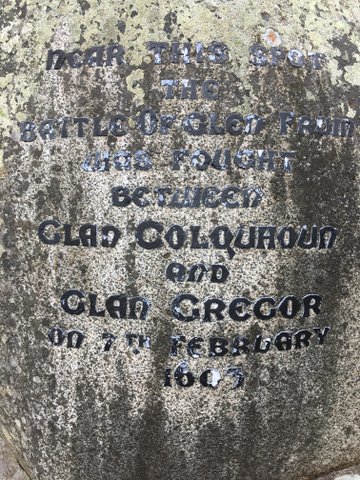 NEAR THIS SPOT
THE
BATTLE OF GLEN FRUIN
WAS FOUGHT
BETWEEN
CLAN COLQUHOUN
AND
CLAN GREGOR
ON 7TH FEBRUARY
1603